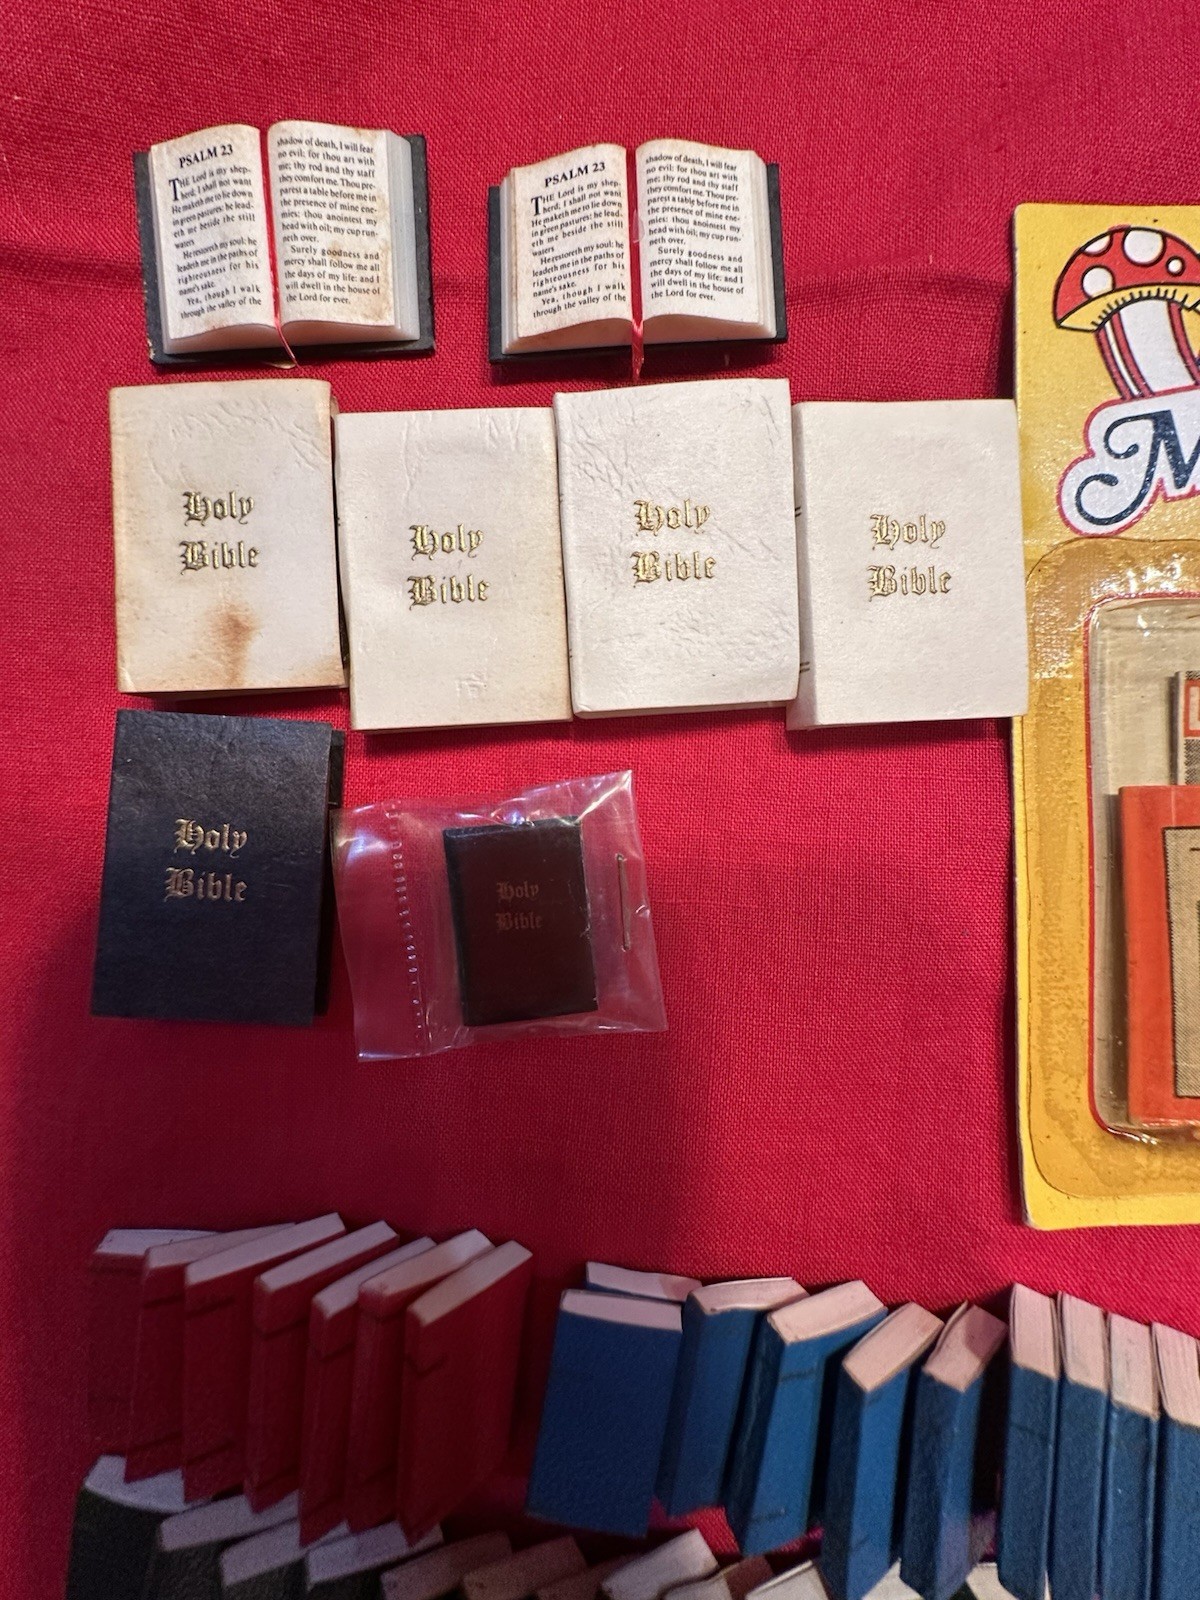 PSALM 23
THE Lord is my shep-
herd; I shall not want
He maketh me to lie down
in green pastures: he lead-
eth me beside the still
waters
He restoreth my soul: he
leadeth me in the paths of
righteousness for his
name's sake.
Yea, though I walk
through the valley of the
shadow of death, I will fear
no evil: for thou art with
me; thy rod and thy staff
they comfort me. Thou pre-
parest a table before me in
the presence of mine ene-
mies: thou anointest my
head with oil; my cup run-
neth over.
Surely goodness and
mercy shall follow me all
the days of my life: and I
will dwell in the house of
the Lord for ever.
PSALM 23
THE Lord is my shep-
herd; I shall not want
He maketh me to lie down
in green pastures: he lead-
eth me beside the still
waters
He restoreth my soul: he
leadeth me in the paths of
righteousness for his
name's sake.
Yea, though I walk
through the valley of the
shadow of death, I will fear
no evil: for thou art with
me; thy rod and thy staff
they comfort me. Thou pre-
parest a table before me in
the presence of mine ene-
mies: thou anointest my
head with oil; my cup run-
neth over.
Surely goodness and
mercy shall follow me all
the days of my life: and I
will dwell in the house of
the Lord for ever.
Holy
Bible
Holy
Bible
Holy
Bible
Holy
Bible
Holy
Bible
Holy
Bible